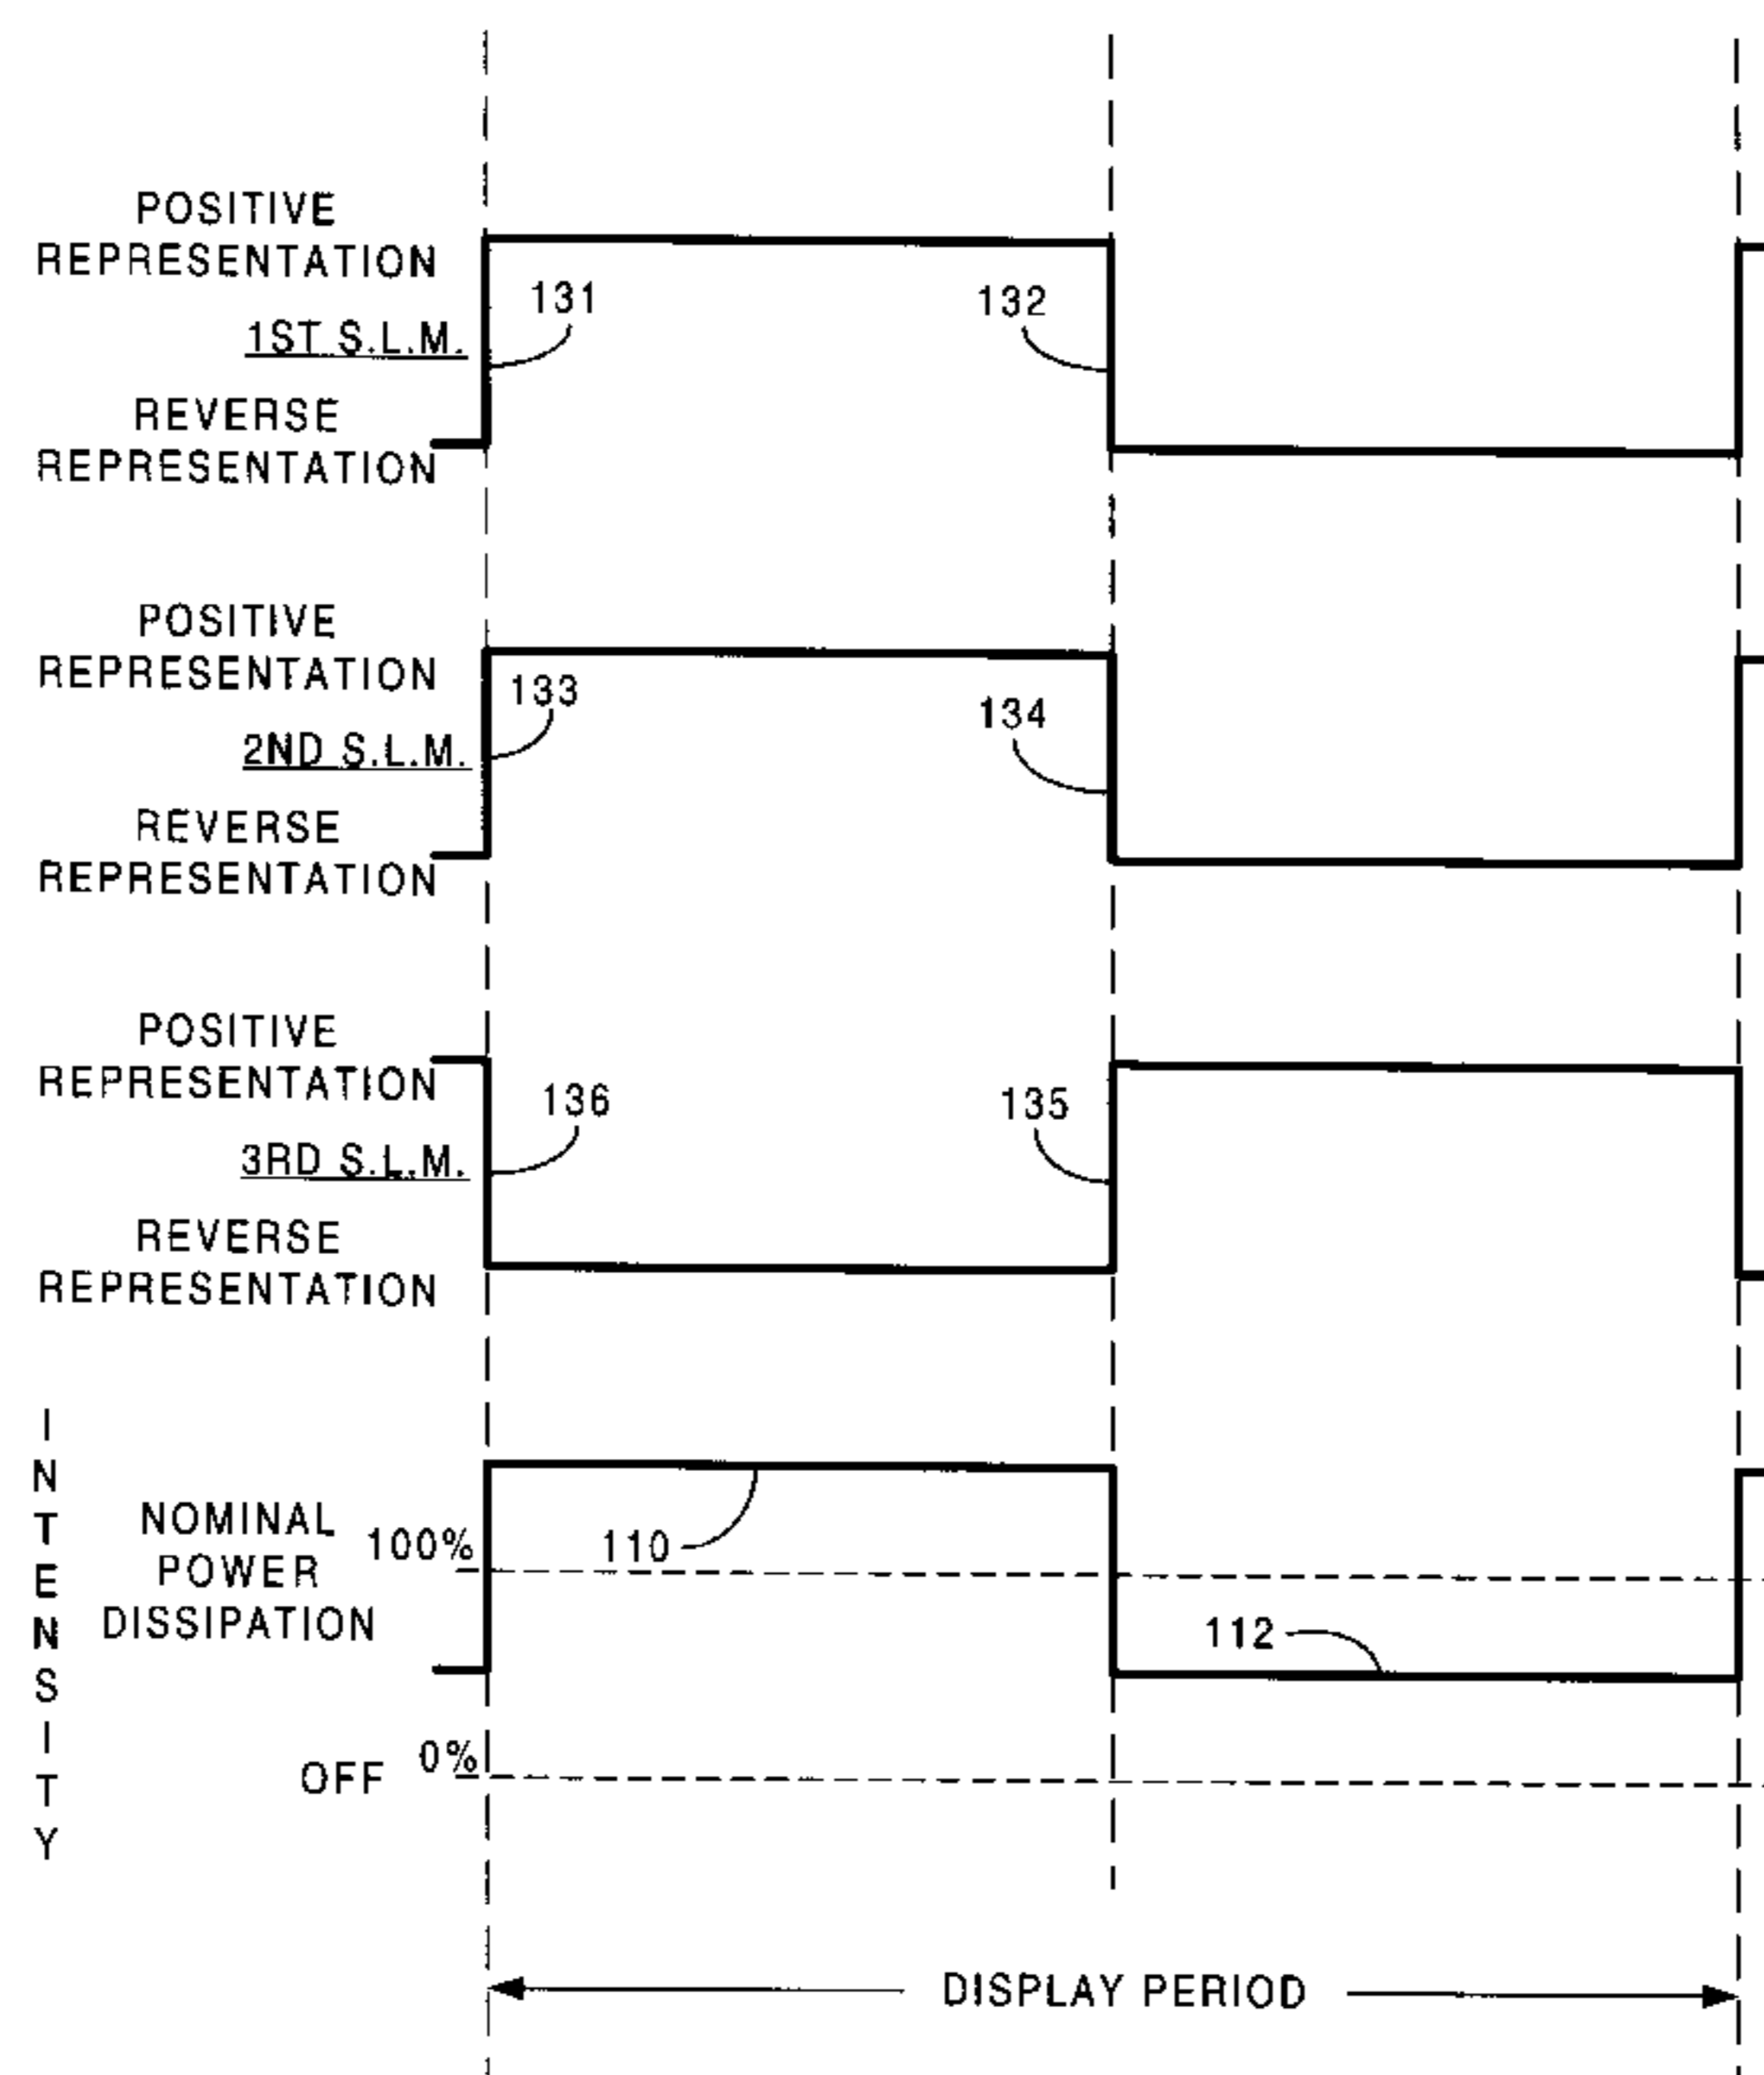 POSITIVE
REPRESENTATION
131
132
1ST S.L.M.
REVERSE
REPRESENTATION
POSITIVE
REPRESENTATION
133
134
2ND S.L.M.
REVERSE
REPRESENTATION
POSITIVE
REPRESENTATION
136
135
3RD S.L.M.
REVERSE
REPRESENTATION
INTENSITY
NOMINAL
POWER
DISSIPATION
100%
110
112
OFF
0%
DISPLAY PERIOD